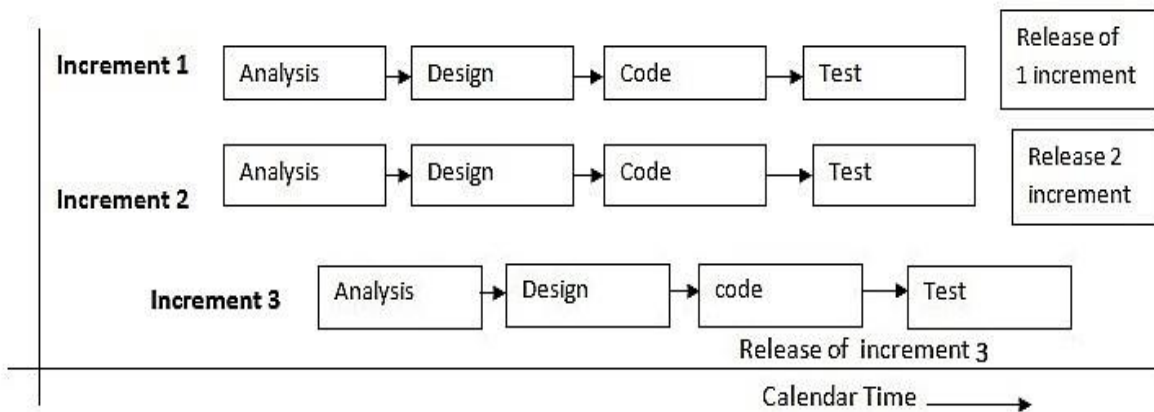 Increment 1
Analysis
Design
Code
Test
Release of
1 increment
Increment 2
Analysis
Design
Code
Test
Release 2
increment
Increment 3
Analysis
Design
code
Test
Release of increment 3
Calendar Time